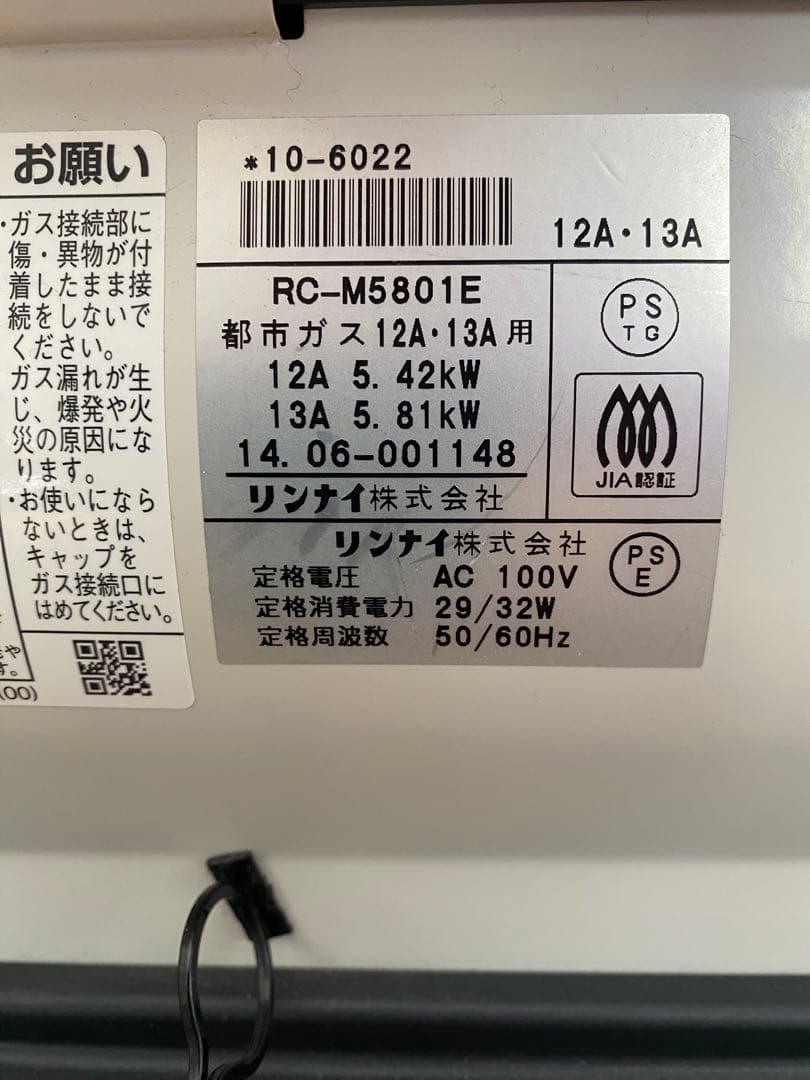 お願い
・ガス接続部に
傷・異物が付
着したまま接
続をしないで
ください。
ガス漏れが生
じ、爆発や火
災の原因にな
ります。
・お使いになら
ないときは、
キャップを
ガス接続口に
はめてください。
す。
(00)
*10-6022
12A・13A
RC-M5801E
都市ガス12A・13A用
12A 5.42kW
13A 5.81kW
14.06-001148
リンナイ株式会社
PS
TG
JIA認証
リンナイ株式会社
定格電圧 AC 100V
定格消費電力 29/32W
定格周波数 50/60Hz
PS
E